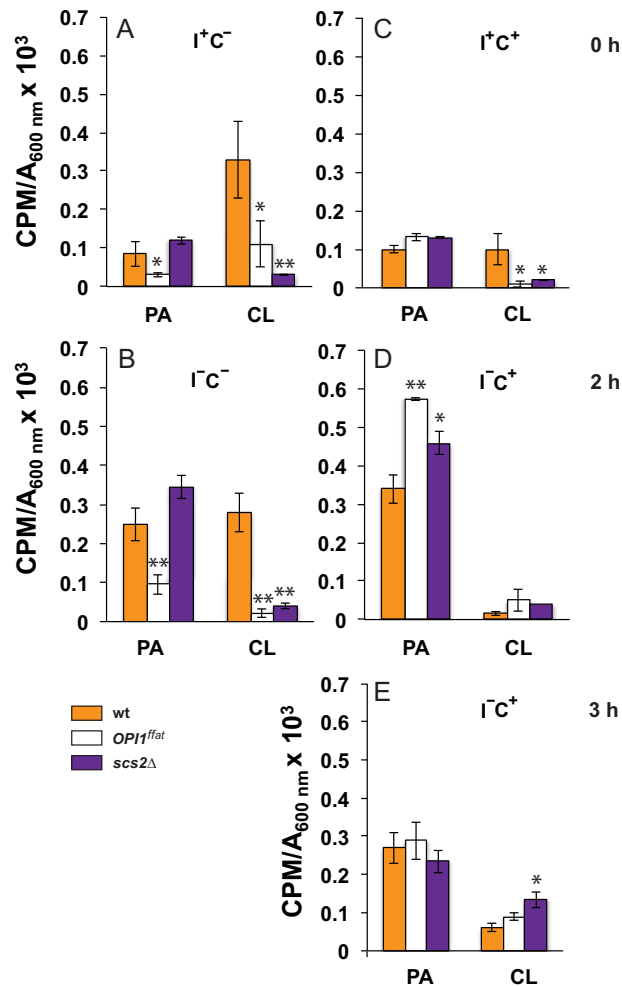 A
I⁺C⁻
CPM/A₆₀₀ ₙₘ x 10³
0.7
0.6
0.5
0.4
0.3
0.2
0.1
0
*
*
**
PA
CL
C
I⁺C⁺
0 h
0.7
0.6
0.5
0.4
0.3
0.2
0.1
0
*
*
PA
CL
B
I⁻C⁻
CPM/A₆₀₀ ₙₘ x 10³
0.7
0.6
0.5
0.4
0.3
0.2
0.1
0
**
**
**
PA
CL
D
I⁻C⁺
2 h
0.7
0.6
0.5
0.4
0.3
0.2
0.1
0
**
*
PA
CL
wt
OPI1ᶠᶠᵃᵗ
scs2Δ
E
I⁻C⁺
3 h
CPM/A₆₀₀ ₙₘ x 10³
0.7
0.6
0.5
0.4
0.3
0.2
0.1
0
*
PA
CL